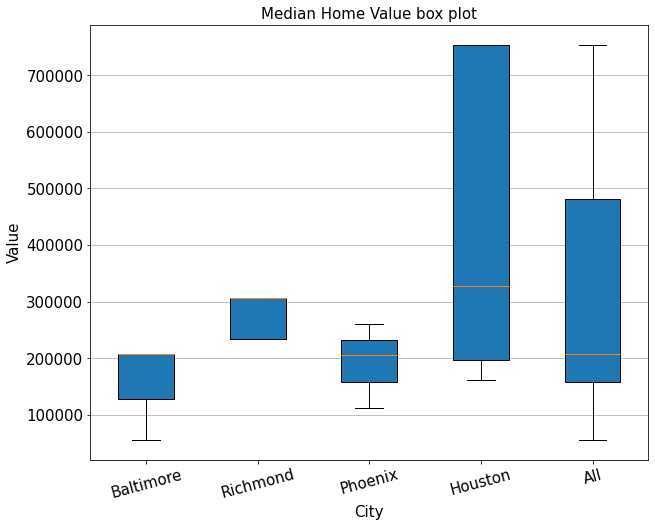 Median Home Value box plot
700000
600000
500000
400000
300000
200000
100000
Value
Baltimore Richmond Phoenix Houston All
City